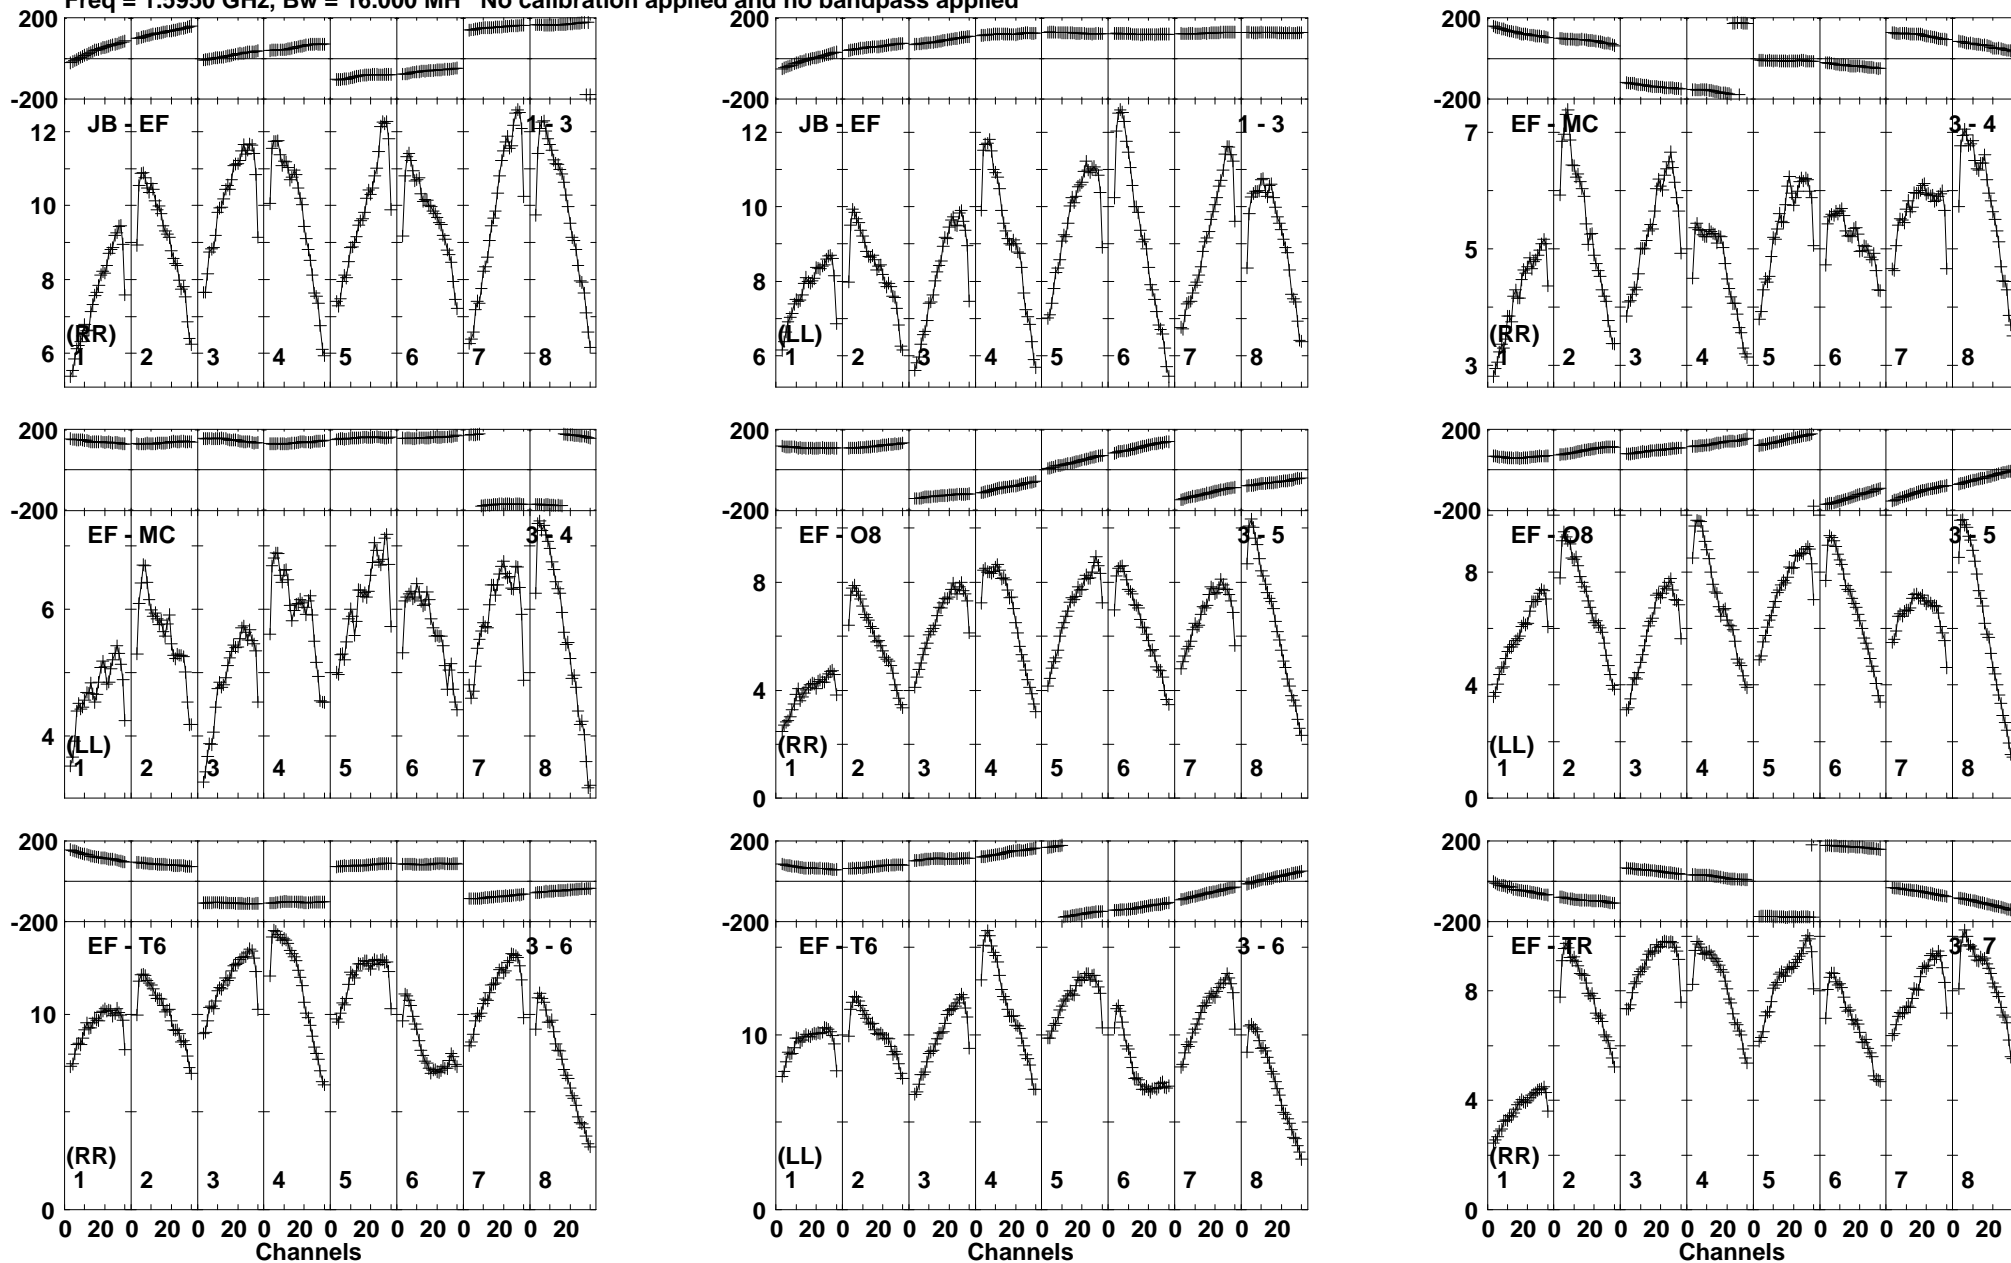 Freq = 1.5950 GHz, Bw = 16.000 MH No calibration applied and no bandpass applied
200 200 200
-200 -200 -200
JB - EF 1 - 3 JB - EF 1 - 3 EF - MC 3 - 4
12 12 7
10 10
5
8 8
(RR) (LL) (RR)
6 6 3
1 2 3 4 5 6 7 8 1 2 3 4 5 6 7 8 1 2 3 4 5 6 7 8
200 200 200
-200 -200 -200
EF - MC 3 - 4 EF - O8 3 - 5 EF - O8 3 - 5
6 8 8
4 4 4
(LL) (RR) (LL)
1 2 3 4 5 6 7 8 1 2 3 4 5 6 7 8 1 2 3 4 5 6 7 8
0 0
200 200 200
-200 -200 -200
EF - T6 3 - 6 EF - T6 3 - 6 EF - TR 3 - 7
10 10 8
4
(RR) (LL) (RR)
1 2 3 4 5 6 7 8 1 2 3 4 5 6 7 8 1 2 3 4 5 6 7 8
0 0 0
0 20 0 20 0 20 0 20 0 20 0 20 0 20 0 20 0 20 0 20 0 20 0 20 0 20 0 20 0 20 0 20 0 20 0 20 0 20 0 20 0 20 0 20 0 20 0 20
Channels Channels Channels